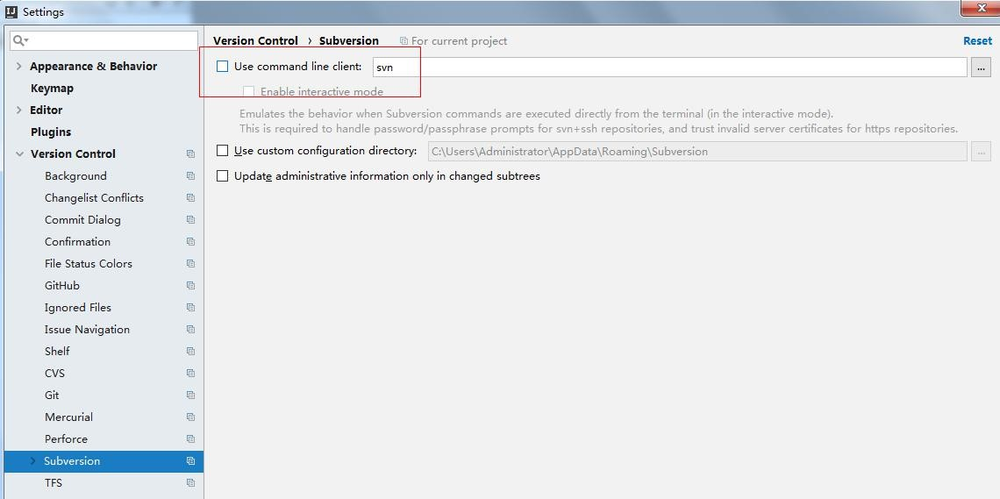 IJ Settings
Appearance & Behavior
Keymap
Editor
Plugins
Version Control
Background
Changelist Conflicts
Commit Dialog
Confirmation
File Status Colors
GitHub
Ignored Files
Issue Navigation
Shelf
CVS
Git
Mercurial
Perforce
Subversion
TFS
Version Control › Subversion For current project Reset
Use command line client: svn ...
Enable interactive mode
Emulates the behavior when Subversion commands are executed directly from the terminal (in the interactive mode).
This is required to handle password/passphrase prompts for svn+ssh repositories, and trust invalid server certificates for https repositories.
Use custom configuration directory: C:\Users\Administrator\AppData\Roaming\Subversion ...
Update administrative information only in changed subtrees